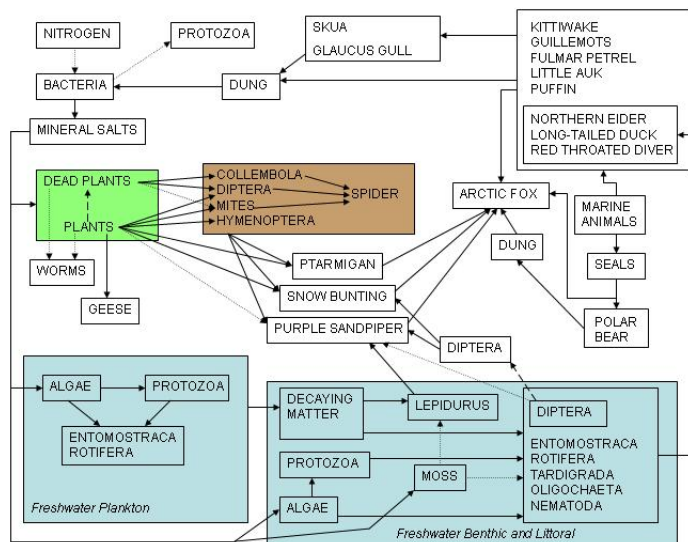 NITROGEN
PROTOZOA
SKUA
GLAUCUS GULL
KITTIWAKE
GUILLEMOTS
FULMAR PETREL
LITTLE AUK
PUFFIN
BACTERIA
DUNG
MINERAL SALTS
NORTHERN EIDER
LONG-TAILED DUCK
RED THROATED DIVER
DEAD PLANTS
PLANTS
COLLEMBOLA
DIPTERA
MITES
HYMENOPTERA
SPIDER
ARCTIC FOX
MARINE
ANIMALS
WORMS
GEESE
PTARMIGAN
SNOW BUNTING
PURPLE SANDPIPER
DUNG
SEALS
POLAR
BEAR
DIPTERA
ALGAE
PROTOZOA
ENTOMOSTRACA
ROTIFERA
Freshwater Plankton
DECAYING
MATTER
LEPIDURUS
DIPTERA
PROTOZOA
MOSS
ALGAE
ENTOMOSTRACA
ROTIFERA
TARDIGRADA
OLIGOCHAETA
NEMATODA
Freshwater Benthic and Littoral